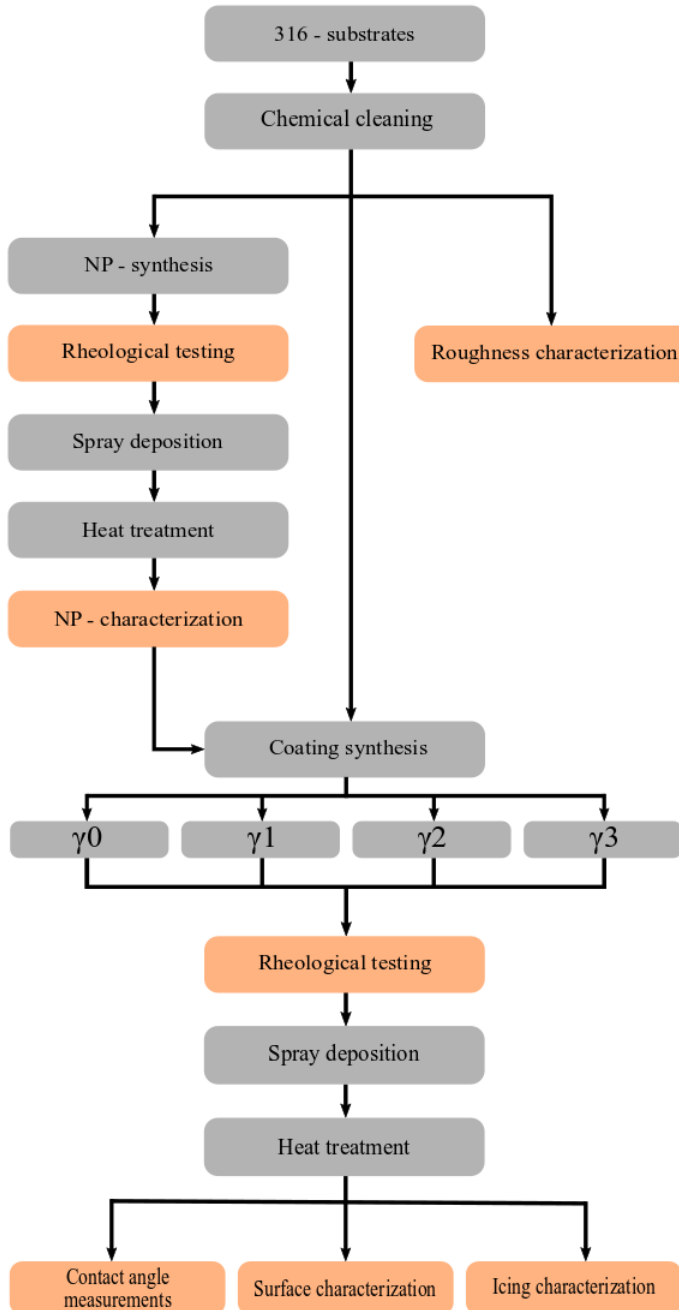 316 - substrates
Chemical cleaning
NP - synthesis
Rheological testing
Roughness characterization
Spray deposition
Heat treatment
NP - characterization
Coating synthesis
γ0
γ1
γ2
γ3
Rheological testing
Spray deposition
Heat treatment
Contact angle
measurements
Surface characterization
Icing characterization